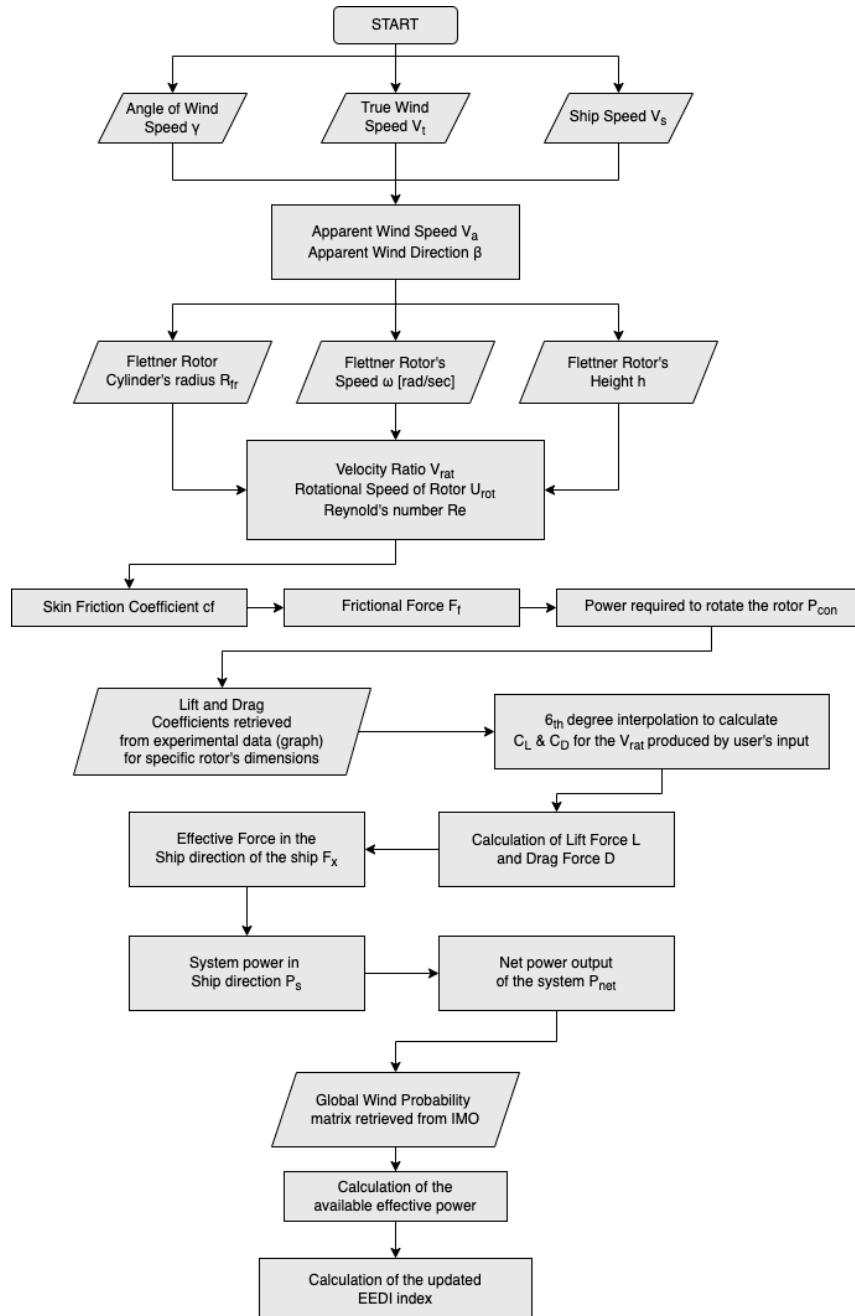 START
Angle of Wind
Speed γ
True Wind
Speed Vt
Ship Speed Vs
Apparent Wind Speed Va
Apparent Wind Direction β
Flettner Rotor
Cylinder's radius Rfr
Flettner Rotor's
Speed ω [rad/sec]
Flettner Rotor's
Height h
Velocity Ratio Vrat
Rotational Speed of Rotor Urot
Reynold's number Re
Skin Friction Coefficient cf
Frictional Force Ff
Power required to rotate the rotor Pcon
Lift and Drag
Coefficients retrieved
from experimental data (graph)
for specific rotor's dimensions
6th degree interpolation to calculate
CL & CD for the Vrat produced by user's input
Effective Force in the
Ship direction of the ship Fx
Calculation of Lift Force L
and Drag Force D
System power in
Ship direction Ps
Net power output
of the system Pnet
Global Wind Probability
matrix retrieved from IMO
Calculation of the
available effective power
Calculation of the updated
EEDI index